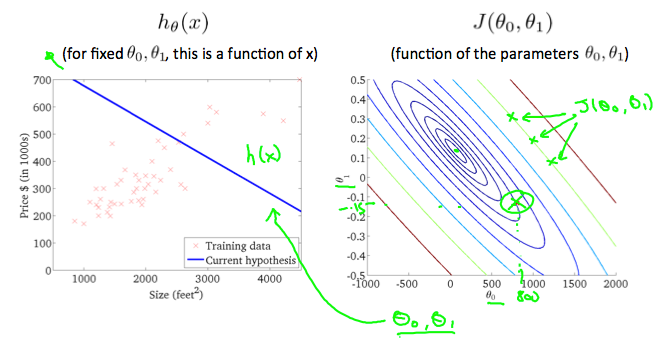 hθ(x)
(for fixed θ0, θ1, this is a function of x)
Price $ (in 1000s)
700
600
500
400
300
200
100
0
h(x)
Training data
Current hypothesis
1000
2000
3000
4000
Size (feet²)
J(θ0, θ1)
(function of the parameters θ0, θ1)
0.5
0.4
0.3
0.2
0.1
0
-0.1
-0.2
-0.3
-0.4
-0.5
θ1
-.15
J(θ0, θ1)
-1000
-500
0
500
1000
1500
2000
θ0
800
θ0, θ1